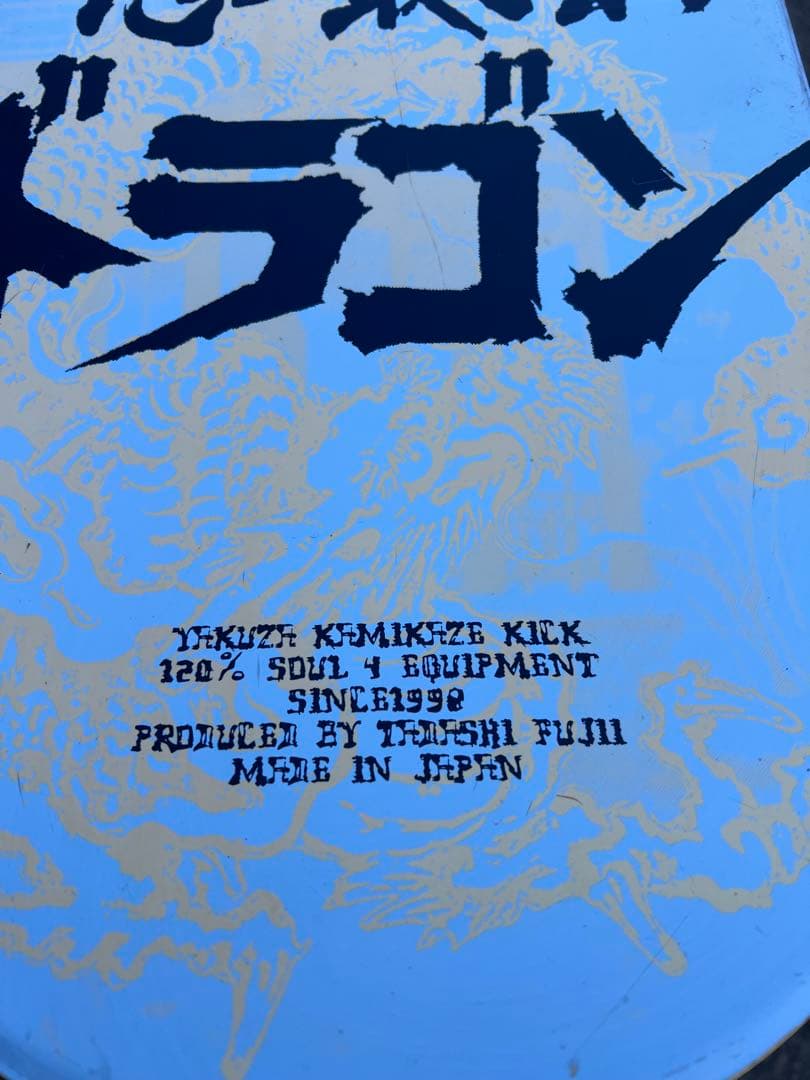 ドラゴン
YAKUZA KAMIKAZE KICK
120% SOUL 4 EQUIPMENT
SINCE1998
PRODUCED BY TADASHI FUJII
MADE IN JAPAN